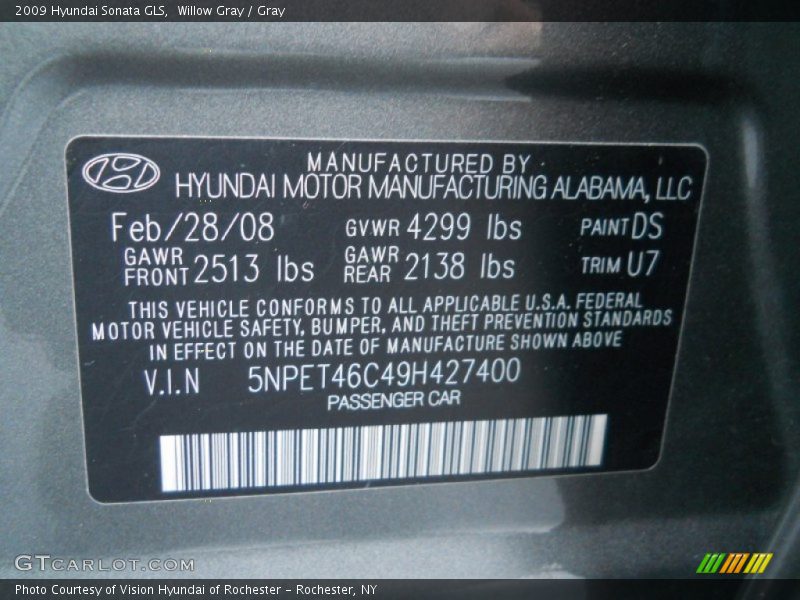 2009 Hyundai Sonata GLS, Willow Gray / Gray
MANUFACTURED BY
HYUNDAI MOTOR MANUFACTURING ALABAMA, LLC
Feb/28/08 GVWR 4299 lbs PAINT DS
GAWR FRONT 2513 lbs GAWR REAR 2138 lbs TRIM U7
THIS VEHICLE CONFORMS TO ALL APPLICABLE U.S.A. FEDERAL
MOTOR VEHICLE SAFETY, BUMPER, AND THEFT PREVENTION STANDARDS
IN EFFECT ON THE DATE OF MANUFACTURE SHOWN ABOVE
V.I.N 5NPET46C49H427400
PASSENGER CAR
GTCARLOT.COM
Photo Courtesy of Vision Hyundai of Rochester – Rochester, NY